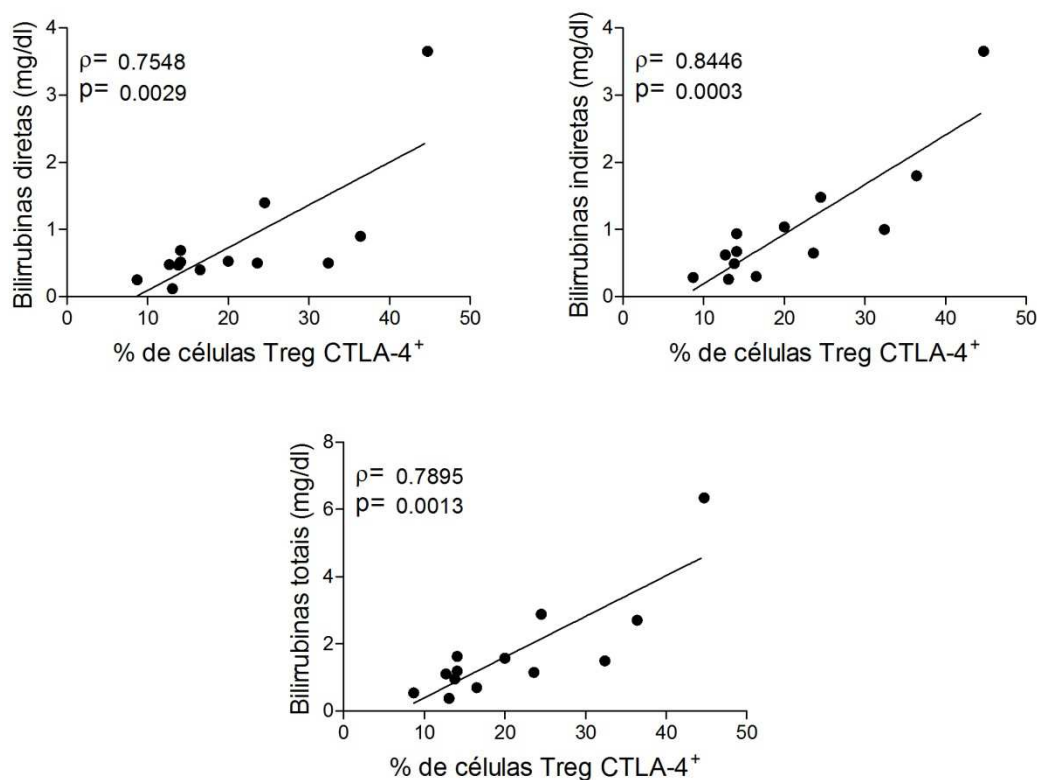 Bilirrubinas diretas (mg/dl)
4
3
2
1
0
ρ= 0.7548
p= 0.0029
0 10 20 30 40 50
% de células Treg CTLA-4⁺
Bilirrubinas indiretas (mg/dl)
4
3
2
1
0
ρ= 0.8446
p= 0.0003
0 10 20 30 40 50
% de células Treg CTLA-4⁺
Bilirrubinas totais (mg/dl)
8
6
4
2
0
ρ= 0.7895
p= 0.0013
0 10 20 30 40 50
% de células Treg CTLA-4⁺